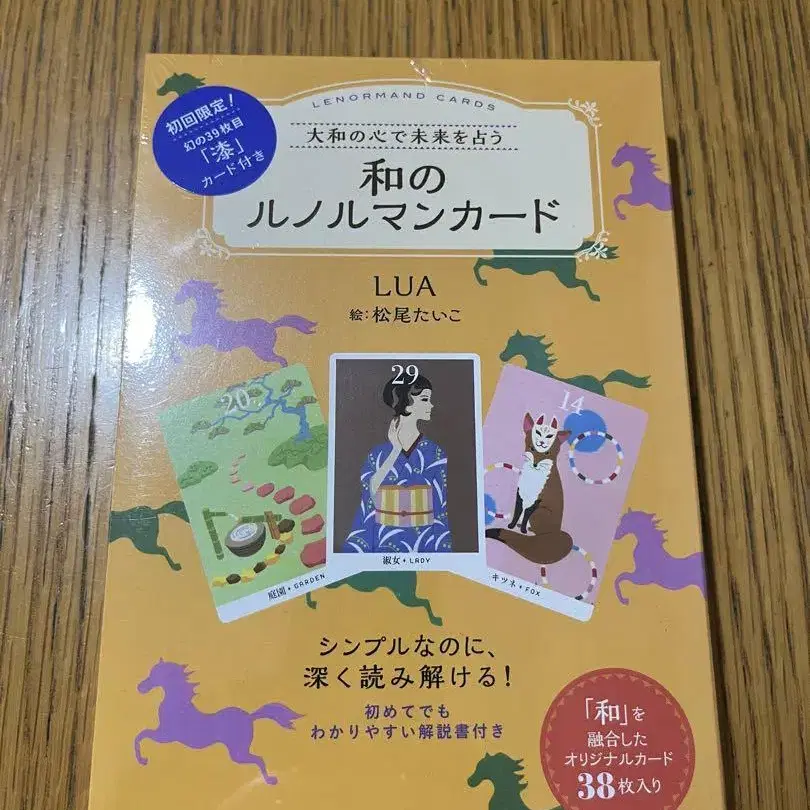 初回限定！
幻の39枚目
「漆」
カード付き
LENORMAND CARDS
大和の心で未来を占う
和の
ルノルマンカード
LUA
絵：松尾たいこ
20
庭園・GARDEN
29
淑女・LADY
14
キツネ・FOX
シンプルなのに、
深く読み解ける！
初めてでも
わかりやすい解説書付き
「和」を
融合した
オリジナルカード
38枚入り